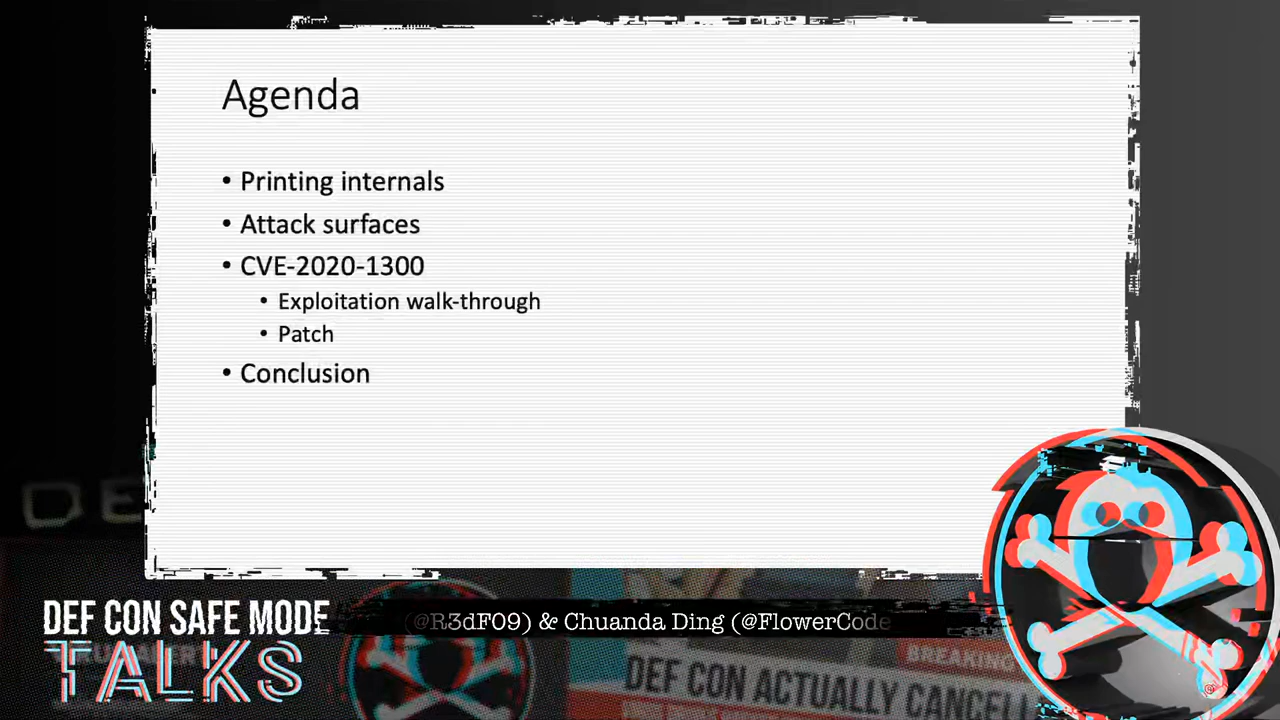 Agenda
• Printing internals
• Attack surfaces
• CVE-2020-1300
• Exploitation walk-through
• Patch
• Conclusion
DEF CON SAFE MODE
TALKS
(@R3dF09) & Chuanda Ding (@FlowerCode
BREAKING
DEF CON ACTUALLY CANCELL